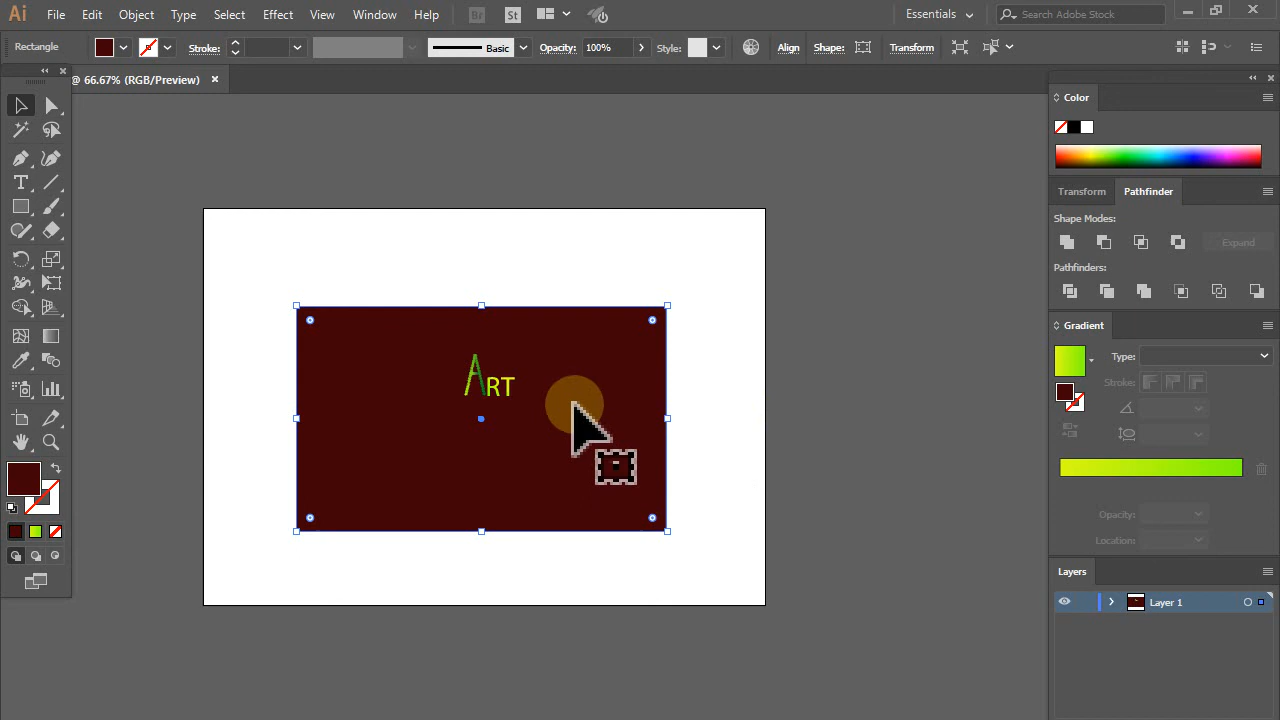 Ai File Edit Object Type Select Effect View Window Help Br St Essentials Search Adobe Stock
Rectangle Stroke: Basic Opacity: 100% Style: Align Shape: Transform
@ 66.67% (RGB/Preview)
Color
Transform Pathfinder
Shape Modes:
Expand
Pathfinders:
Gradient
Type:
Stroke:
Opacity:
Location:
Layers
Layer 1
ART